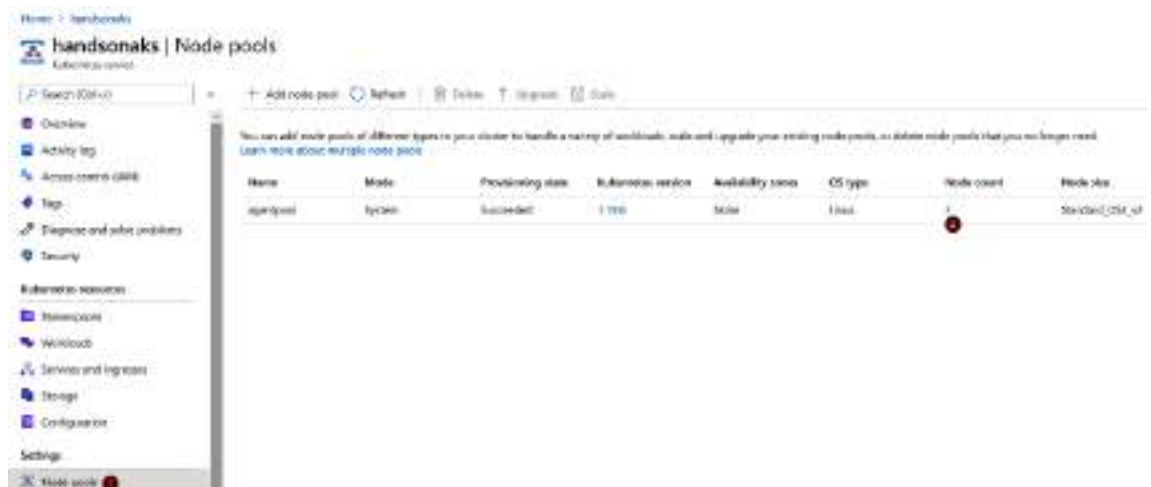 Home > handsonaks
handsonaks | Node pools
Kubernetes service
Search (Ctrl+/)
Add node pool Refresh Delete Upgrade Scale
Overview
Activity log
Access control (IAM)
Tags
Diagnose and solve problems
Security
Kubernetes resources
Namespaces
Workloads
Services and ingresses
Storage
Configuration
Settings
Node pools
You can add node pools of different types to your cluster to handle a variety of workloads, scale and upgrade your existing node pools, or delete node pools that you no longer need.
Learn more about multiple node pools
Name Mode Provisioning state Kubernetes version Availability zones OS type Node count Node size
agentpool System Succeeded None Linux